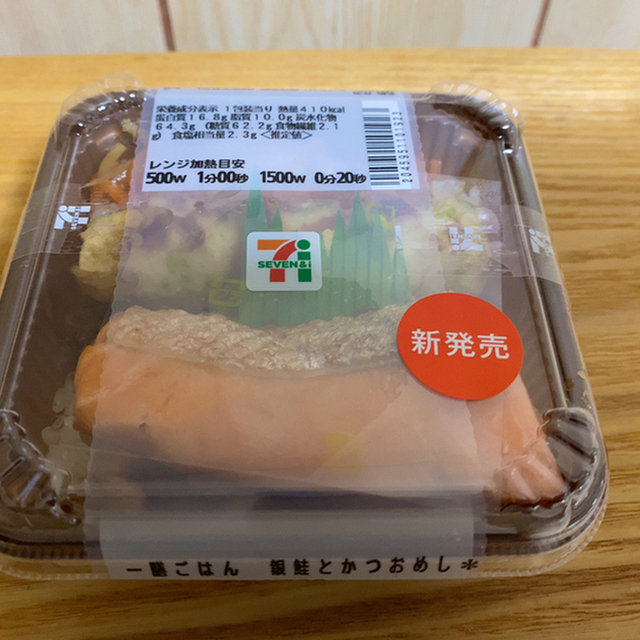 栄養成分表示 1包装当り 熱量410kcal
蛋白質16.8g 脂質10.0g 炭水化物
64.3g (糖質62.2g 食物繊維2.1
g) 食塩相当量2.3g <推定値>
レンジ加熱目安
500W 1分00秒 1500W 0分20秒
2045951101923
7i
SEVEN&i
新発売
一膳ごはん 銀鮭とかつおめし*